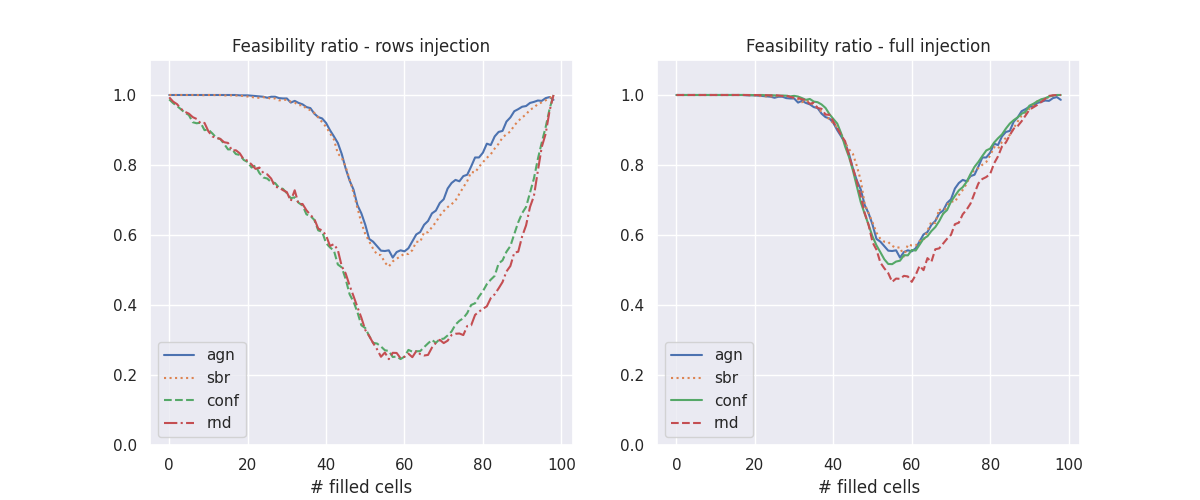 Feasibility ratio - rows injection
1.0
0.8
0.6
0.4
0.2
0.0
agn
sbr
conf
rnd
0 20 40 60 80 100
# filled cells
Feasibility ratio - full injection
1.0
0.8
0.6
0.4
0.2
0.0
agn
sbr
conf
rnd
0 20 40 60 80 100
# filled cells